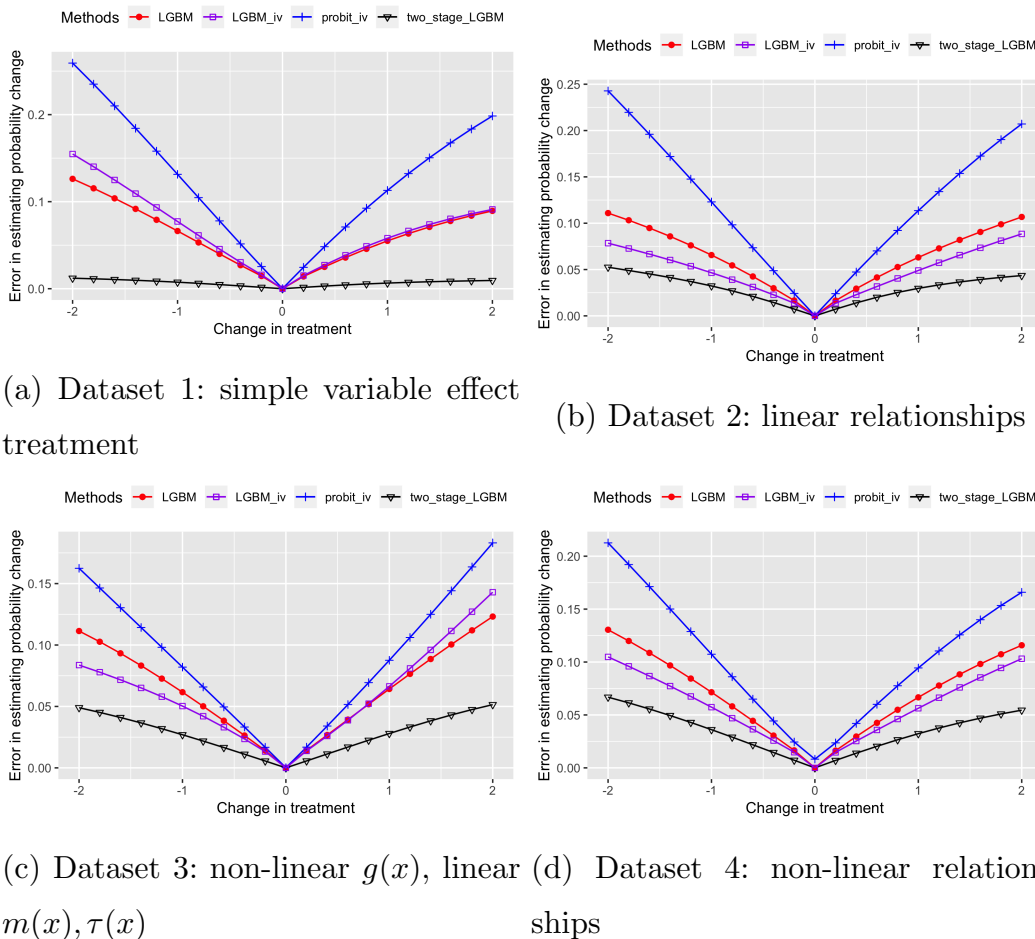 Methods LGBM LGBM_iv probit_iv two_stage_LGBM
Error in estimating probability change
0.2
0.1
0.0
-2 -1 0 1 2
Change in treatment
(a) Dataset 1: simple variable effect
treatment
Methods LGBM LGBM_iv probit_iv two_stage_LGBM
Error in estimating probability change
0.25
0.20
0.15
0.10
0.05
0.00
-2 -1 0 1 2
Change in treatment
(b) Dataset 2: linear relationships
Methods LGBM LGBM_iv probit_iv two_stage_LGBM
Error in estimating probability change
0.15
0.10
0.05
0.00
-2 -1 0 1 2
Change in treatment
(c) Dataset 3: non-linear g(x), linear
m(x), τ(x)
Methods LGBM LGBM_iv probit_iv two_stage_LGBM
Error in estimating probability change
0.20
0.15
0.10
0.05
0.00
-2 -1 0 1 2
Change in treatment
(d) Dataset 4: non-linear relation
ships